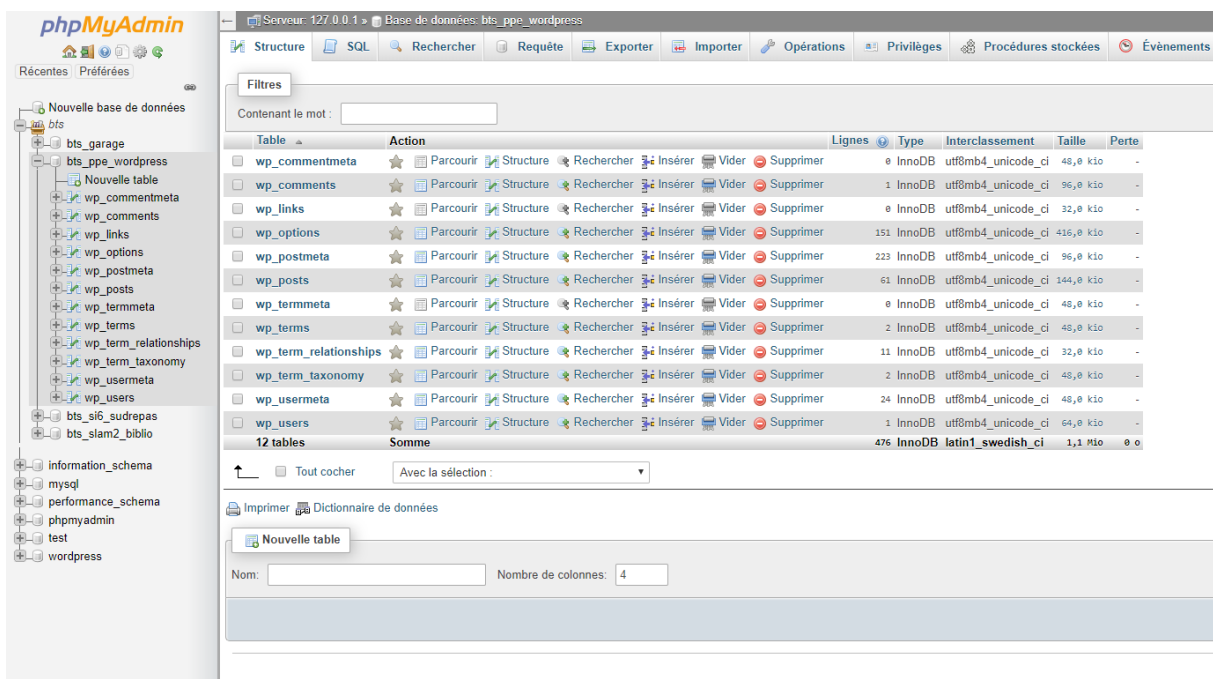 phpMyAdmin
Récentes Préférées
Nouvelle base de données
bts
bts_garage
bts_ppe_wordpress
Nouvelle table
wp_commentmeta
wp_comments
wp_links
wp_options
wp_postmeta
wp_posts
wp_termmeta
wp_terms
wp_term_relationships
wp_term_taxonomy
wp_usermeta
wp_users
bts_si6_sudrepas
bts_slam2_biblio
information_schema
mysql
performance_schema
phpmyadmin
test
wordpress
Serveur: 127.0.0.1 » Base de données: bts_ppe_wordpress
Structure SQL Rechercher Requête Exporter Importer Opérations Privilèges Procédures stockées Évènements
Filtres
Contenant le mot :
Table Action Lignes Type Interclassement Taille Perte
wp_commentmeta Parcourir Structure Rechercher Insérer Vider Supprimer 0 InnoDB utf8mb4_unicode_ci 48,0 kio -
wp_comments Parcourir Structure Rechercher Insérer Vider Supprimer 1 InnoDB utf8mb4_unicode_ci 96,0 kio -
wp_links Parcourir Structure Rechercher Insérer Vider Supprimer 0 InnoDB utf8mb4_unicode_ci 32,0 kio -
wp_options Parcourir Structure Rechercher Insérer Vider Supprimer 151 InnoDB utf8mb4_unicode_ci 416,0 kio -
wp_postmeta Parcourir Structure Rechercher Insérer Vider Supprimer 223 InnoDB utf8mb4_unicode_ci 96,0 kio -
wp_posts Parcourir Structure Rechercher Insérer Vider Supprimer 61 InnoDB utf8mb4_unicode_ci 144,0 kio -
wp_termmeta Parcourir Structure Rechercher Insérer Vider Supprimer 0 InnoDB utf8mb4_unicode_ci 48,0 kio -
wp_terms Parcourir Structure Rechercher Insérer Vider Supprimer 2 InnoDB utf8mb4_unicode_ci 48,0 kio -
wp_term_relationships Parcourir Structure Rechercher Insérer Vider Supprimer 11 InnoDB utf8mb4_unicode_ci 32,0 kio -
wp_term_taxonomy Parcourir Structure Rechercher Insérer Vider Supprimer 2 InnoDB utf8mb4_unicode_ci 48,0 kio -
wp_usermeta Parcourir Structure Rechercher Insérer Vider Supprimer 24 InnoDB utf8mb4_unicode_ci 48,0 kio -
wp_users Parcourir Structure Rechercher Insérer Vider Supprimer 1 InnoDB utf8mb4_unicode_ci 64,0 kio -
12 tables Somme 476 InnoDB latin1_swedish_ci 1,1 Mio 0 o
Tout cocher Avec la sélection :
Imprimer Dictionnaire de données
Nouvelle table
Nom: Nombre de colonnes: 4